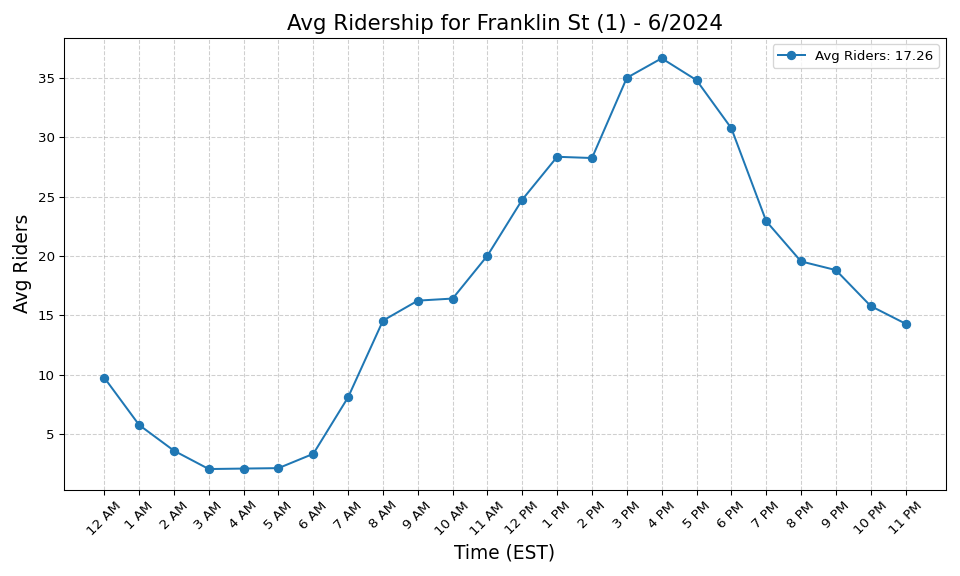 Avg Ridership for Franklin St (1) - 6/2024
Avg Riders: 17.26
Avg Riders
35
30
25
20
15
10
5
12 AM
1 AM
2 AM
3 AM
4 AM
5 AM
6 AM
7 AM
8 AM
9 AM
10 AM
11 AM
12 PM
1 PM
2 PM
3 PM
4 PM
5 PM
6 PM
7 PM
8 PM
9 PM
10 PM
11 PM
Time (EST)